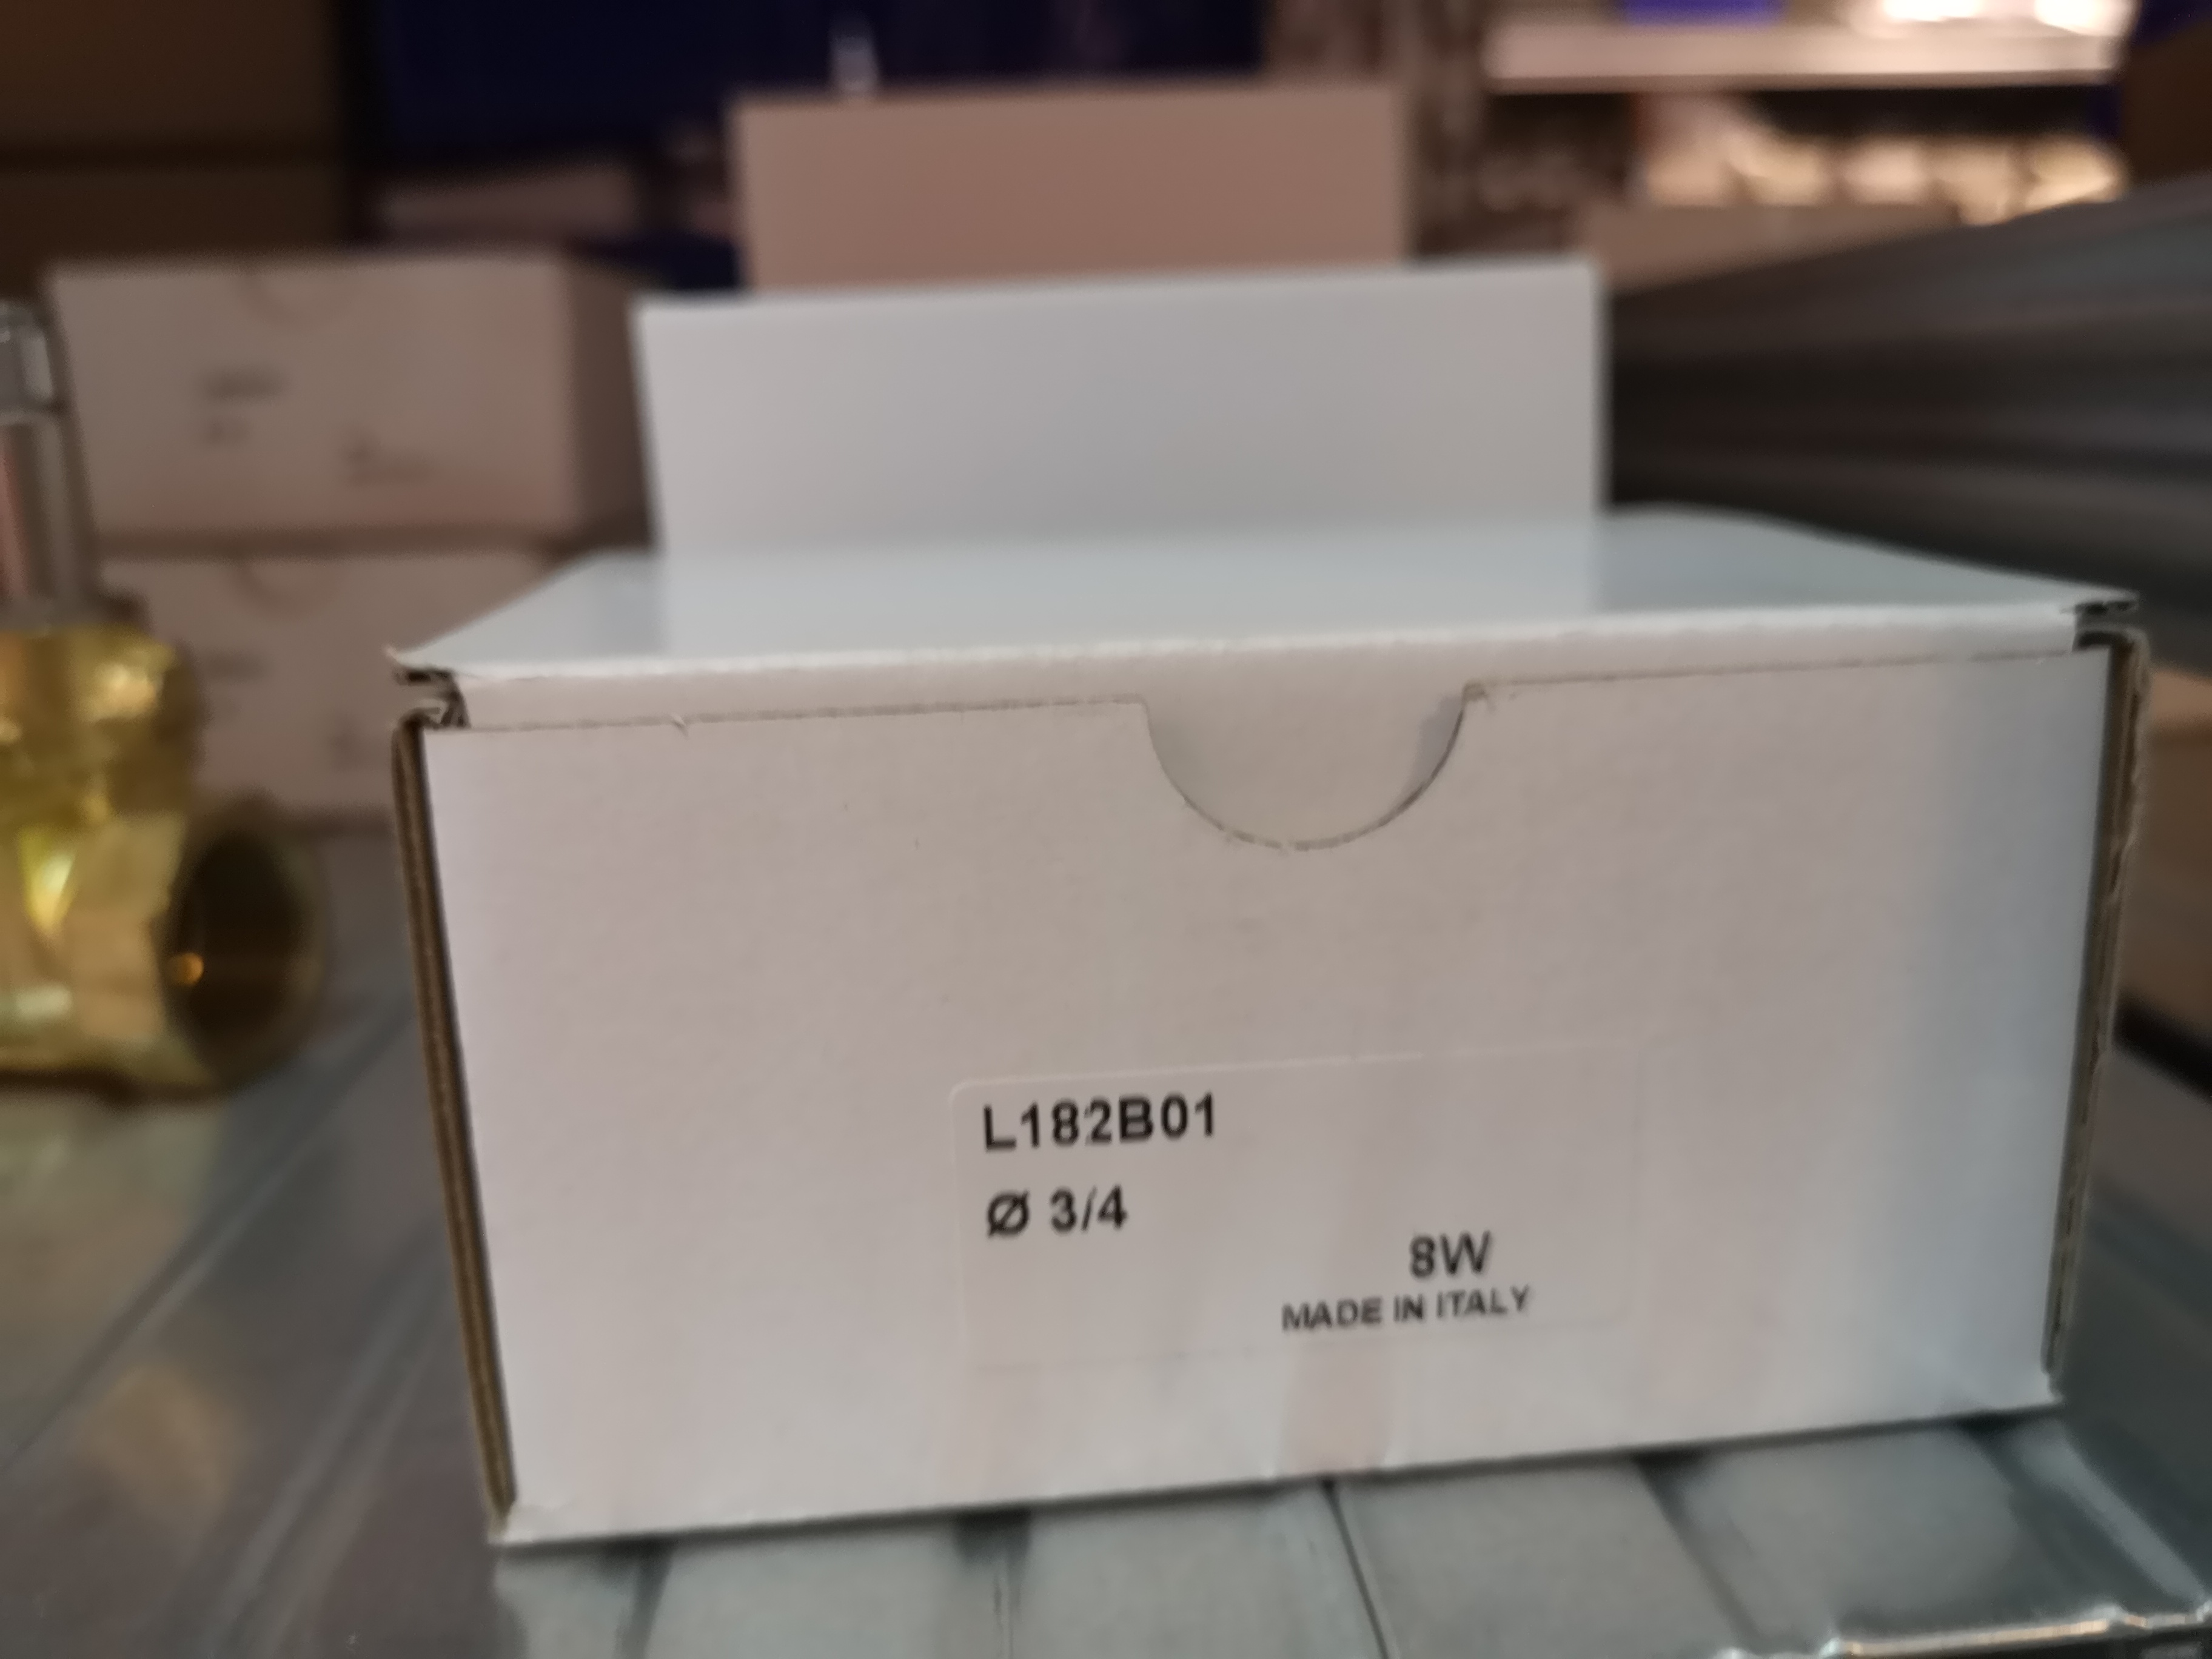 L182B01
Ø 3/4
8W
MADE IN ITALY